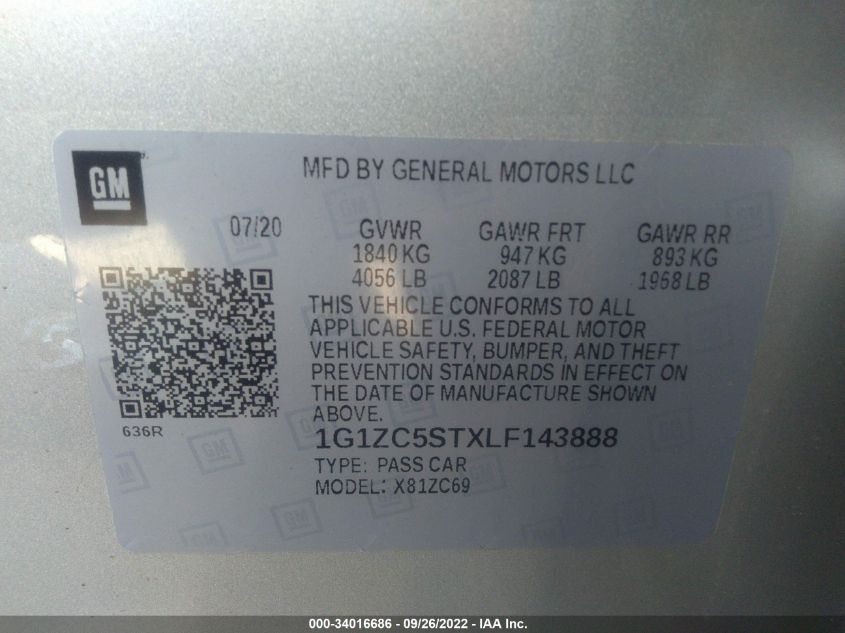 GM
MFD BY GENERAL MOTORS LLC
07/20
GVWR GAWR FRT GAWR RR
1840 KG 947 KG 893 KG
4056 LB 2087 LB 1968 LB
THIS VEHICLE CONFORMS TO ALL
APPLICABLE U.S. FEDERAL MOTOR
VEHICLE SAFETY, BUMPER, AND THEFT
PREVENTION STANDARDS IN EFFECT ON
THE DATE OF MANUFACTURE SHOWN
ABOVE.
636R
1G1ZC5STXLF143888
TYPE: PASS CAR
MODEL: X81ZC69
000-34016686 - 09/26/2022 - IAA Inc.